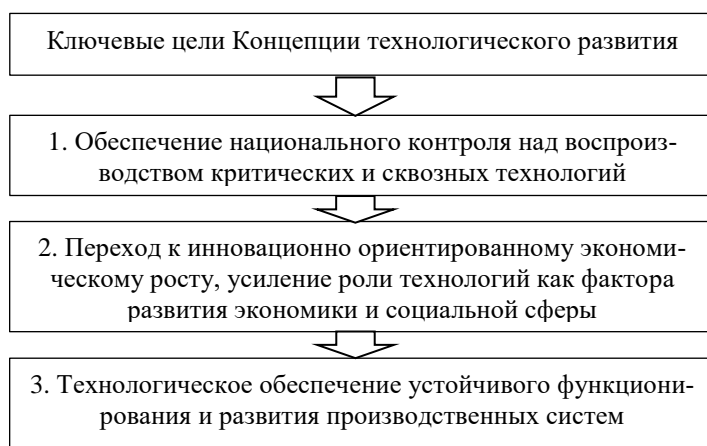 Ключевые цели Концепции технологического развития
1. Обеспечение национального контроля над воспроиз-
водством критических и сквозных технологий
2. Переход к инновационно ориентированному экономи-
ческому росту, усиление роли технологий как фактора
развития экономики и социальной сферы
3. Технологическое обеспечение устойчивого функциони-
рования и развития производственных систем